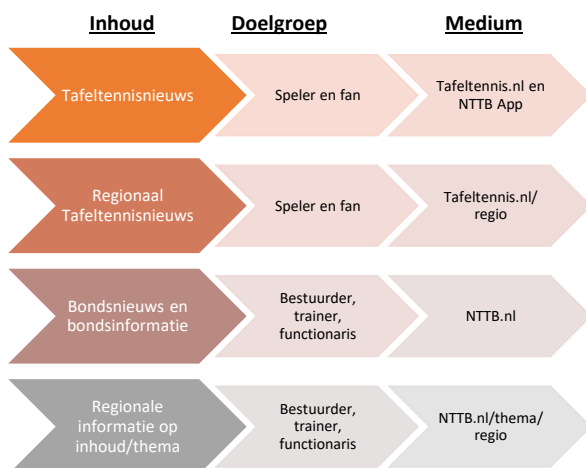 Inhoud Doelgroep Medium
Tafeltennisnieuws
Speler en fan
Tafeltennis.nl en
NTTB App
Regionaal
Tafeltennisnieuws
Speler en fan
Tafeltennis.nl/
regio
Bondsnieuws en
bondsinformatie
Bestuurder,
trainer,
functionaris
NTTB.nl
Regionale
informatie op
inhoud/thema
Bestuurder,
trainer,
functionaris
NTTB.nl/thema/
regio